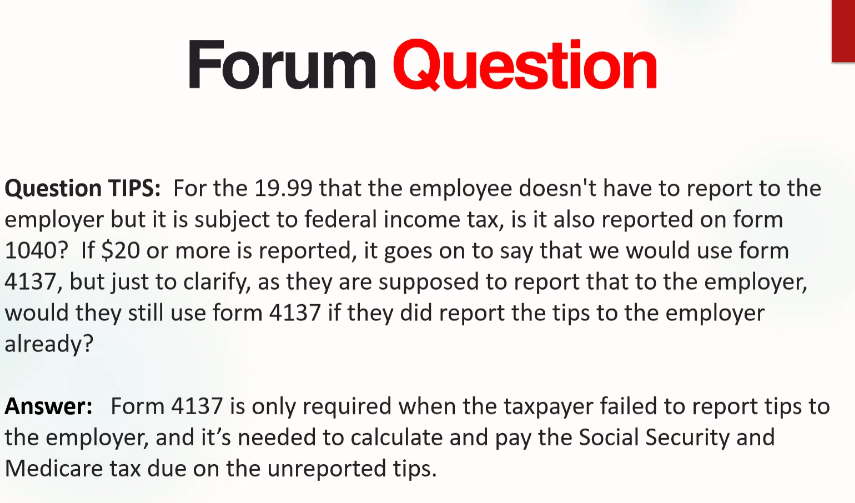 Forum Question
Question TIPS: For the 19.99 that the employee doesn't have to report to the
employer but it is subject to federal income tax, is it also reported on form
1040? If $20 or more is reported, it goes on to say that we would use form
4137, but just to clarify, as they are supposed to report that to the employer,
would they still use form 4137 if they did report the tips to the employer
already?
Answer: Form 4137 is only required when the taxpayer failed to report tips to
the employer, and it’s needed to calculate and pay the Social Security and
Medicare tax due on the unreported tips.